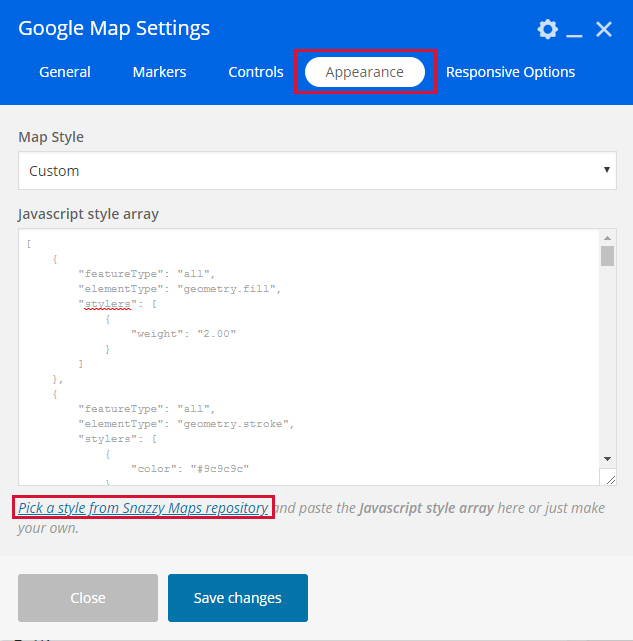 Google Map Settings
General Markers Controls Appearance Responsive Options
Map Style
Custom
Javascript style array
[
    {
        "featureType": "all",
        "elementType": "geometry.fill",
        "stylers": [
            {
                "weight": "2.00"
            }
        ]
    },
    {
        "featureType": "all",
        "elementType": "geometry.stroke",
        "stylers": [
            {
                "color": "#9c9c9c"
            }
Pick a style from Snazzy Maps repository and paste the Javascript style array here or just make
your own.
Close Save changes